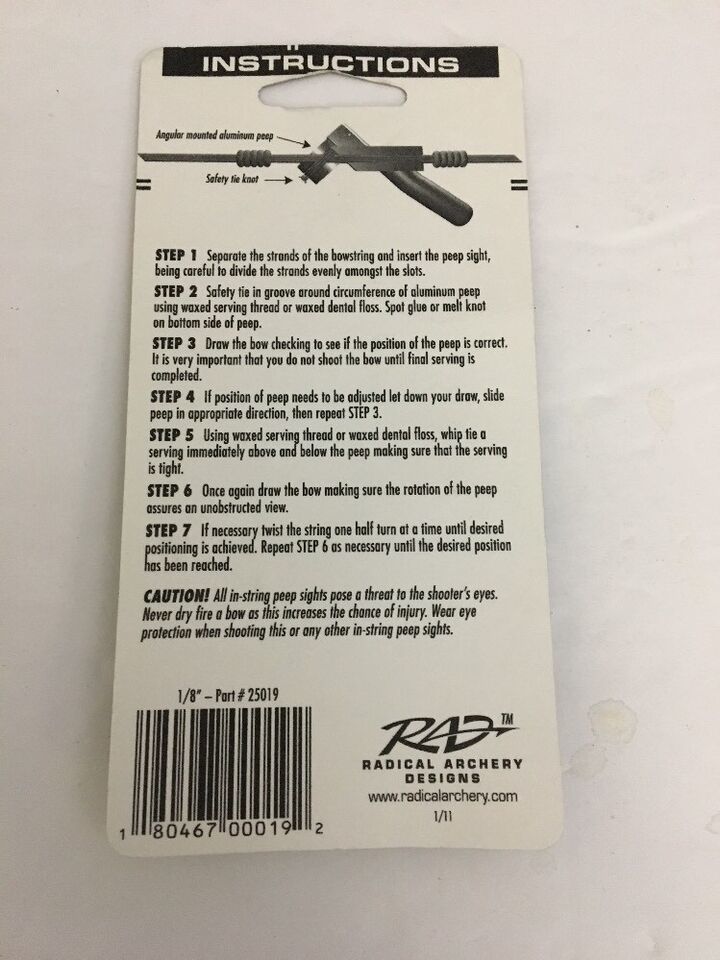 INSTRUCTIONS
Angular mounted aluminum peep
Safety tie knot
STEP 1 Separate the strands of the bowstring and insert the peep sight,
being careful to divide the strands evenly amongst the slots.
STEP 2 Safety tie in groove around circumference of aluminum peep
using waxed serving thread or waxed dental floss. Spot glue or melt knot
on bottom side of peep.
STEP 3 Draw the bow checking to see if the position of the peep is correct.
It is very important that you do not shoot the bow until final serving is
completed.
STEP 4 If position of peep needs to be adjusted let down your draw, slide
peep in appropriate direction, then repeat STEP 3.
STEP 5 Using waxed serving thread or waxed dental floss, whip tie a
serving immediately above and below the peep making sure that the serving
is tight.
STEP 6 Once again draw the bow making sure the rotation of the peep
assures an unobstructed view.
STEP 7 If necessary twist the string one half turn at a time until desired
positioning is achieved. Repeat STEP 6 as necessary until the desired position
has been reached.
CAUTION! All in-string peep sights pose a threat to the shooter's eyes.
Never dry fire a bow as this increases the chance of injury. Wear eye
protection when shooting this or any other in-string peep sights.
1/8" – Part # 25019
1 80467 00019 2
RAD™
RADICAL ARCHERY
DESIGNS
www.radicalarchery.com
1/11